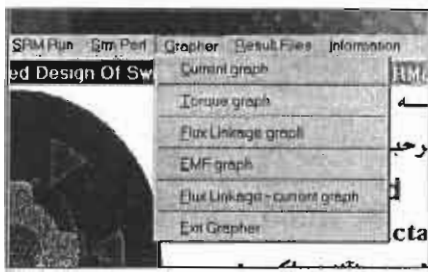 SRM Run Srm Perf Grapher Result Files Information
ed Design Of Sw
Current graph
Torque graph
Flux Linkage graph
EMF graph
Flux Linkage - current graph
Exit Grapher
d
cta